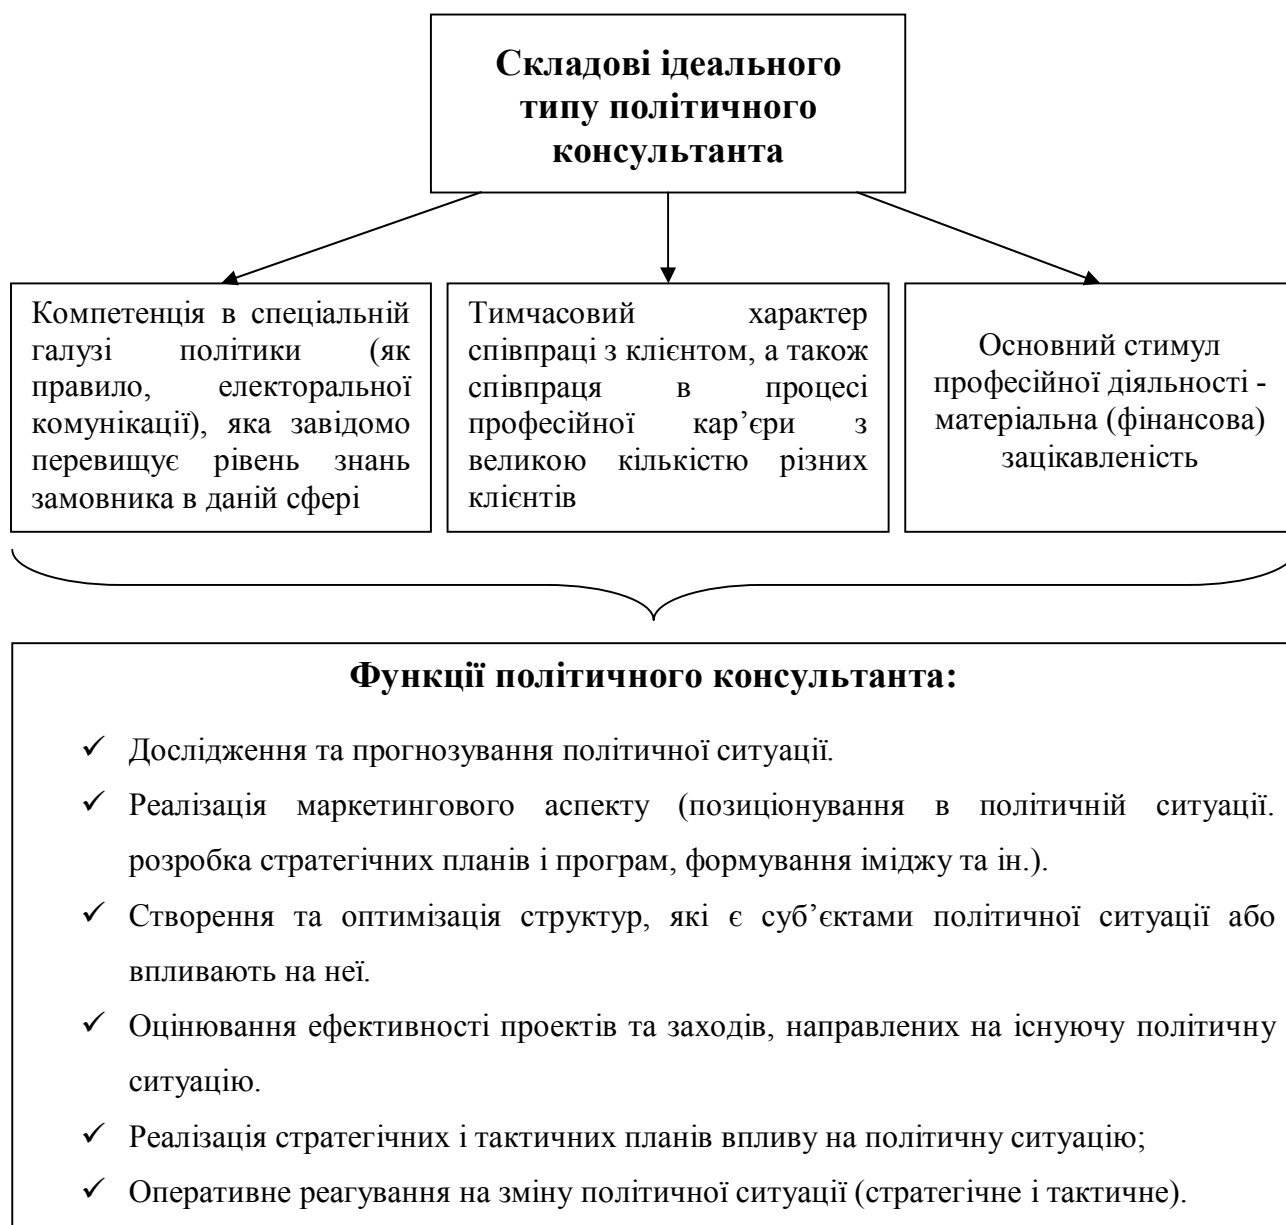 Складові ідеального
типу політичного
консультанта
Компетенція в спеціальній
галузі політики (як
правило, електоральної
комунікації), яка завідомо
перевищує рівень знань
замовника в даній сфері
Тимчасовий характер
співпраці з клієнтом, а також
співпраця в процесі
професійної кар’єри з
великою кількістю різних
клієнтів
Основний стимул
професійної діяльності -
матеріальна (фінансова)
зацікавленість
Функції політичного консультанта:
✓ Дослідження та прогнозування політичної ситуації.
✓ Реалізація маркетингового аспекту (позиціонування в політичній ситуації.
розробка стратегічних планів і програм, формування іміджу та ін.).
✓ Створення та оптимізація структур, які є суб’єктами політичної ситуації або
впливають на неї.
✓ Оцінювання ефективності проектів та заходів, направлених на існуючу політичну
ситуацію.
✓ Реалізація стратегічних і тактичних планів впливу на політичну ситуацію;
✓ Оперативне реагування на зміну політичної ситуації (стратегічне і тактичне).